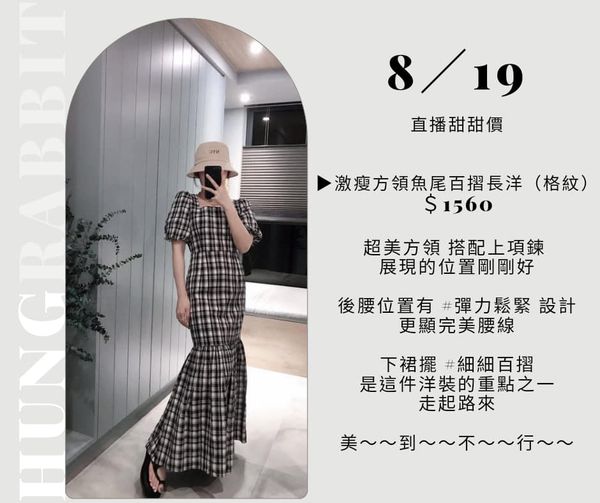 HUNGRABBIT
8/19
直播甜甜價
▶激瘦方領魚尾百摺長洋（格紋）
＄1560
超美方領 搭配上項鍊
展現的位置剛剛好
後腰位置有 #彈力鬆緊 設計
更顯完美腰線
下裙擺 #細細百摺
是這件洋裝的重點之一
走起路來
美～～到～～不～～行～～